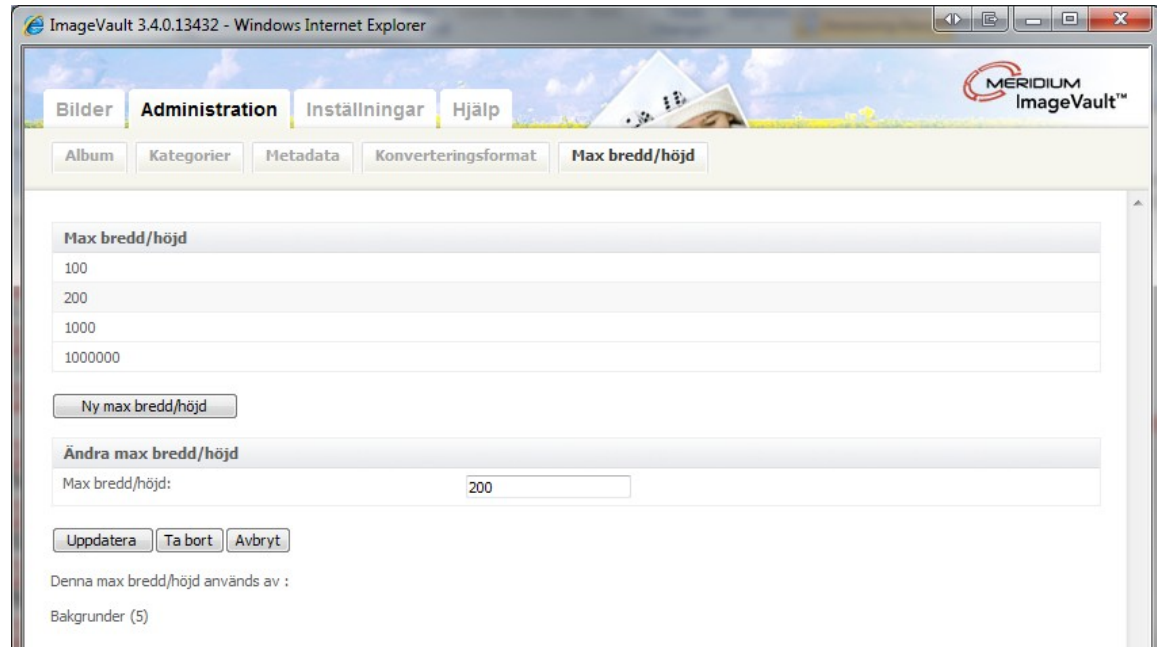 ImageVault 3.4.0.13432 - Windows Internet Explorer
MERIDIUM
ImageVault™
Bilder Administration Inställningar Hjälp
Album Kategorier Metadata Konverteringsformat Max bredd/höjd
Max bredd/höjd
100
200
1000
1000000
Ny max bredd/höjd
Ändra max bredd/höjd
Max bredd/höjd: 200
Uppdatera Ta bort Avbryt
Denna max bredd/höjd används av :
Bakgrunder (5)